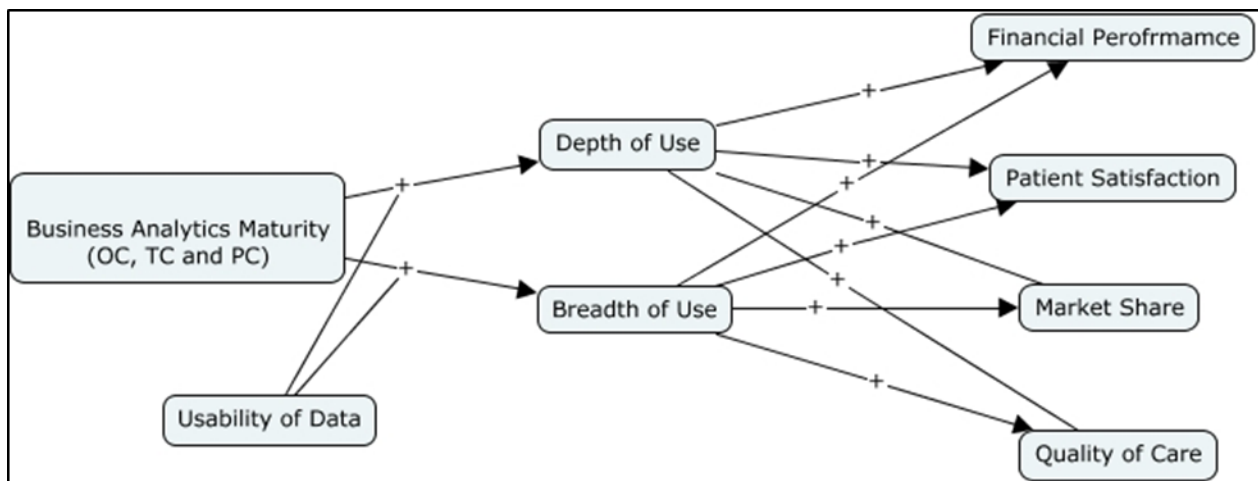 Financial Perofrmamce
+
Depth of Use
+
Patient Satisfaction
+
+
+
Business Analytics Maturity
(OC, TC and PC)
+
+
+
Breadth of Use
+
Market Share
+
Usability of Data
Quality of Care